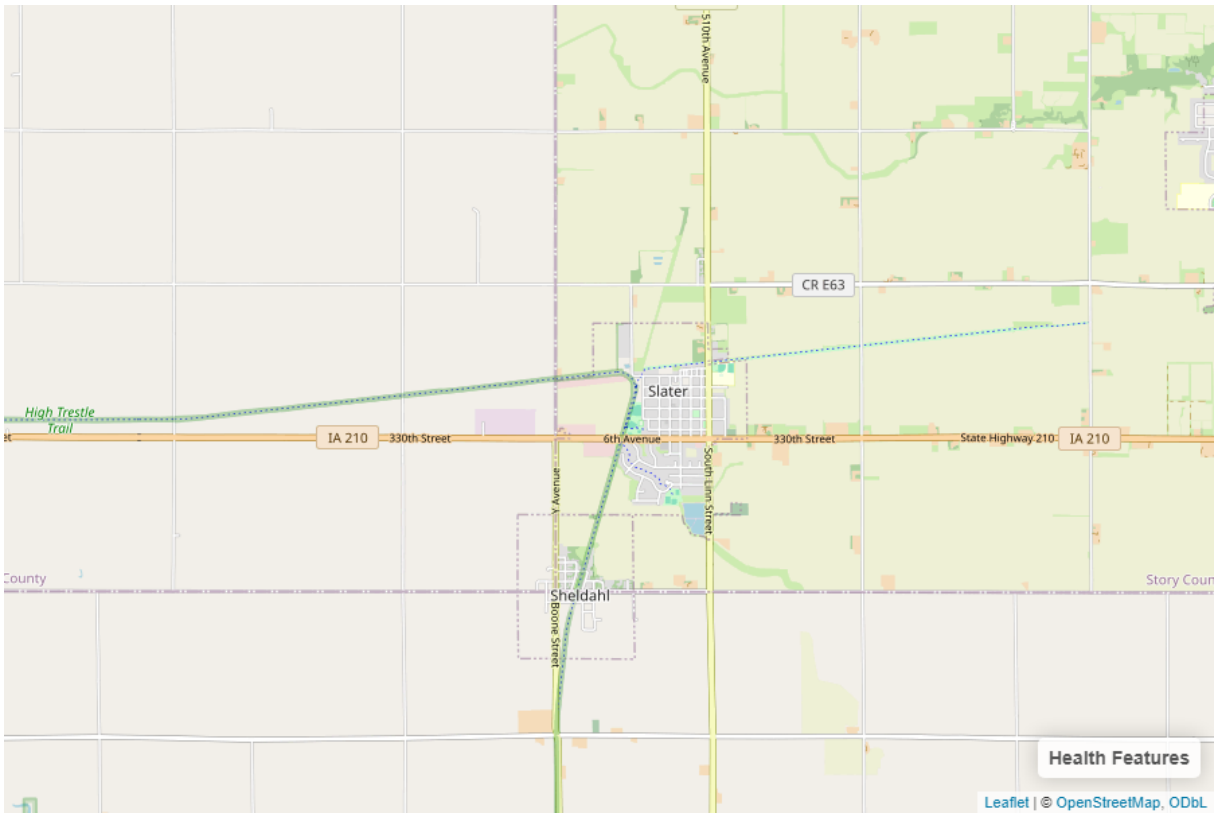 510th Avenue
CR E63
Slater
High Trestle
Trail
et
IA 210
330th Street
6th Avenue
330th Street
State Highway 210
IA 210
Y Avenue
South Linn Street
County
Story Coun
Sheldahl
Boone Street
Health Features
Leaflet | © OpenStreetMap, ODbL